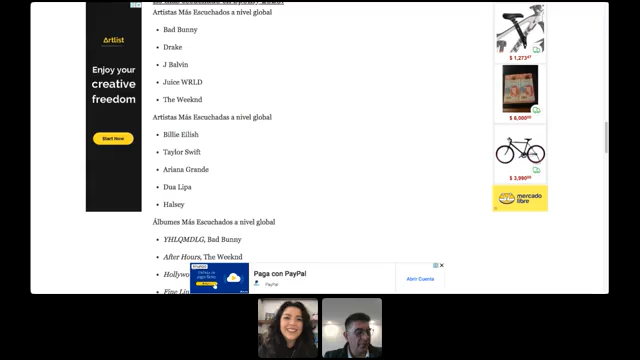 Artistas Más Escuchados a nivel global
Bad Bunny
Drake
J Balvin
Juice WRLD
The Weeknd
Artistas Más Escuchadas a nivel global
Billie Eilish
Taylor Swift
Ariana Grande
Dua Lipa
Halsey
Álbumes Más Escuchados a nivel global
YHLQMDLG, Bad Bunny
After Hours, The Weeknd
Artlist
Enjoy your
creative
freedom
Start Now
$ 1,273
$ 6,000
$ 3,999
mercado
libre
Paga con PayPal
PayPal
Abrir Cuenta